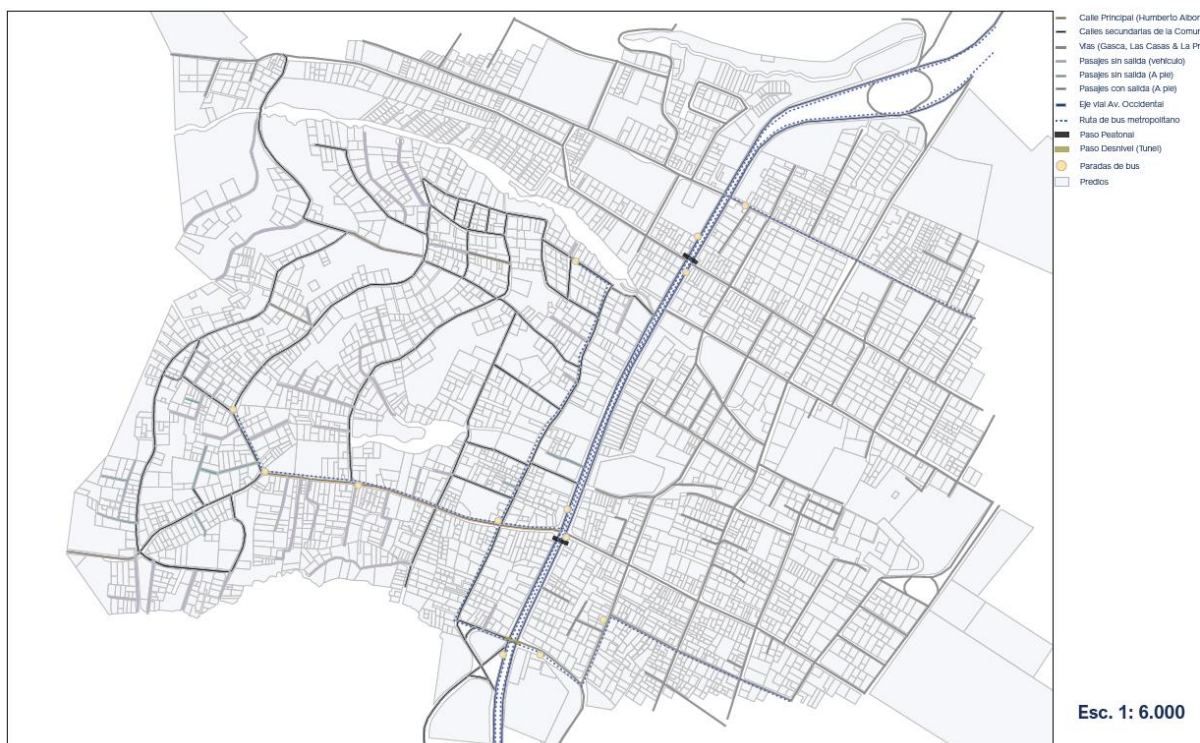 Calle Principal (Humberto Albor
Calles secundarias de la Comu
Vías (Gasca, Las Casas & La Pr
Pasajes sin salida (vehículo)
Pasajes sin salida (A pie)
Pasajes con salida (A pie)
Eje vial Av. Occidental
Ruta de bus metropolitano
Paso Peatonal
Paso Desnivel (Tunel)
Paradas de bus
Predios
Esc. 1: 6.000